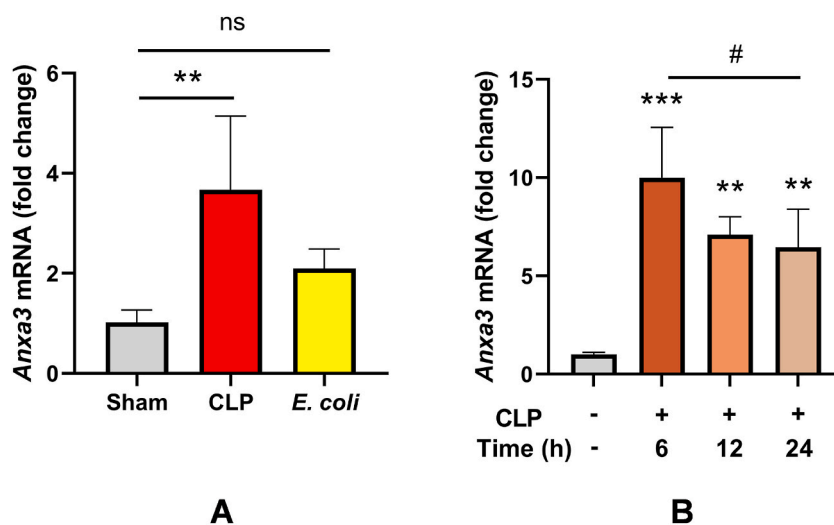 ns
**
6
4
2
0
Anxa3 mRNA (fold change)
Sham CLP E. coli
A
#
***
**
**
15
10
5
0
Anxa3 mRNA (fold change)
CLP - + + +
Time (h) - 6 12 24
B